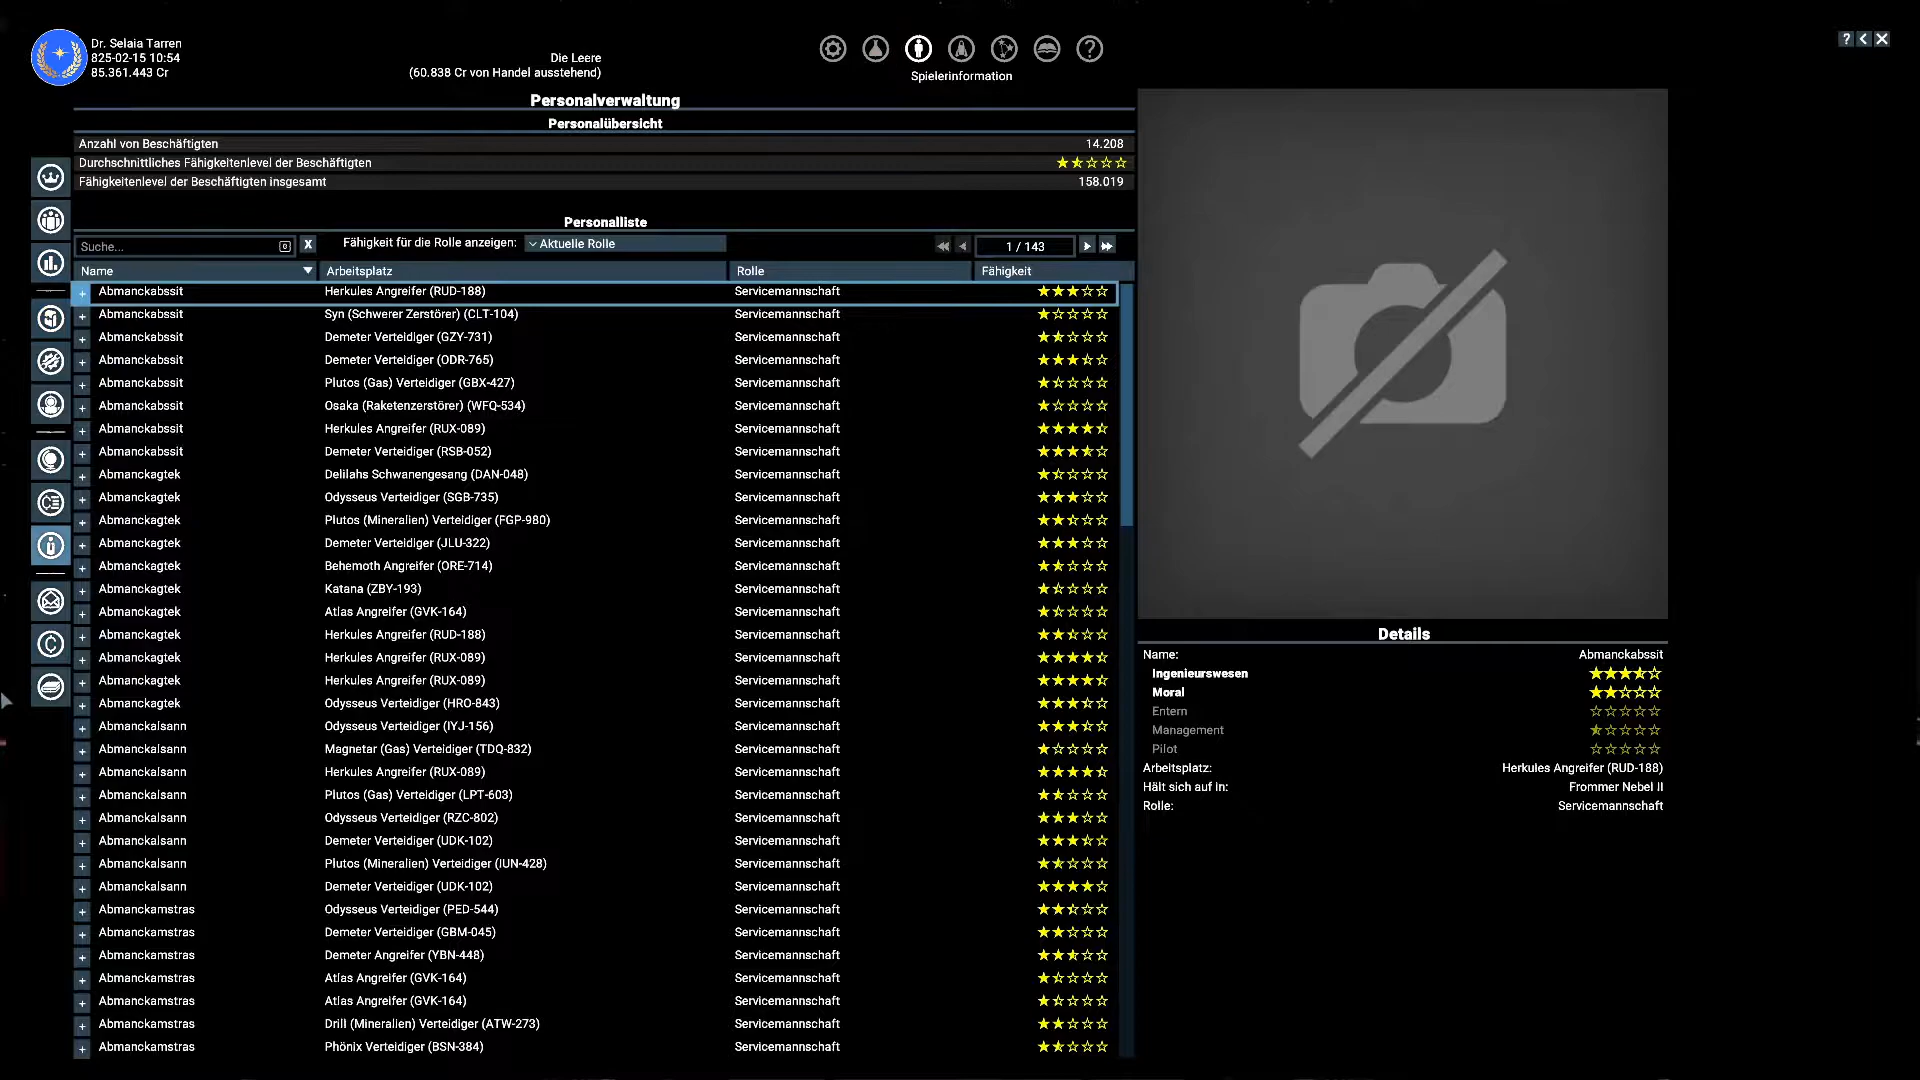 Dr. Selaia Tarren
825-02-15 10:54
85.361.443 Cr
Die Leere
(60.838 Cr von Handel ausstehend)
Spielerinformation
? < X
Personalverwaltung
Personalübersicht
Anzahl von Beschäftigten 14.208
Durchschnittliches Fähigkeitenlevel der Beschäftigten
Fähigkeitenlevel der Beschäftigten insgesamt 158.019
Personalliste
Suche... X Fähigkeit für die Rolle anzeigen: Aktuelle Rolle 1 / 143
Name Arbeitsplatz Rolle Fähigkeit
+ Abmanckabssit Herkules Angreifer (RUD-188) Servicemannschaft
+ Abmanckabssit Syn (Schwerer Zerstörer) (CLT-104) Servicemannschaft
+ Abmanckabssit Demeter Verteidiger (GZY-731) Servicemannschaft
+ Abmanckabssit Demeter Verteidiger (ODR-765) Servicemannschaft
+ Abmanckabssit Plutos (Gas) Verteidiger (GBX-427) Servicemannschaft
+ Abmanckabssit Osaka (Raketenzerstörer) (WFQ-534) Servicemannschaft
+ Abmanckabssit Herkules Angreifer (RUX-089) Servicemannschaft
+ Abmanckabssit Demeter Verteidiger (RSB-052) Servicemannschaft
+ Abmanckagtek Delilahs Schwanengesang (DAN-048) Servicemannschaft
+ Abmanckagtek Odysseus Verteidiger (SGB-735) Servicemannschaft
+ Abmanckagtek Plutos (Mineralien) Verteidiger (FGP-980) Servicemannschaft
+ Abmanckagtek Demeter Verteidiger (JLU-322) Servicemannschaft
+ Abmanckagtek Behemoth Angreifer (ORE-714) Servicemannschaft
+ Abmanckagtek Katana (ZBY-193) Servicemannschaft
+ Abmanckagtek Atlas Angreifer (GVK-164) Servicemannschaft
+ Abmanckagtek Herkules Angreifer (RUD-188) Servicemannschaft
+ Abmanckagtek Herkules Angreifer (RUX-089) Servicemannschaft
+ Abmanckagtek Herkules Angreifer (RUX-089) Servicemannschaft
+ Abmanckagtek Odysseus Verteidiger (HRO-843) Servicemannschaft
+ Abmanckalsann Odysseus Verteidiger (IYJ-156) Servicemannschaft
+ Abmanckalsann Magnetar (Gas) Verteidiger (TDQ-832) Servicemannschaft
+ Abmanckalsann Herkules Angreifer (RUX-089) Servicemannschaft
+ Abmanckalsann Plutos (Gas) Verteidiger (LPT-603) Servicemannschaft
+ Abmanckalsann Odysseus Verteidiger (RZC-802) Servicemannschaft
+ Abmanckalsann Demeter Verteidiger (UDK-102) Servicemannschaft
+ Abmanckalsann Plutos (Mineralien) Verteidiger (IUN-428) Servicemannschaft
+ Abmanckalsann Demeter Verteidiger (UDK-102) Servicemannschaft
+ Abmanckamstras Odysseus Verteidiger (PED-544) Servicemannschaft
+ Abmanckamstras Demeter Verteidiger (GBM-045) Servicemannschaft
+ Abmanckamstras Demeter Angreifer (YBN-448) Servicemannschaft
+ Abmanckamstras Atlas Angreifer (GVK-164) Servicemannschaft
+ Abmanckamstras Atlas Angreifer (GVK-164) Servicemannschaft
+ Abmanckamstras Drill (Mineralien) Verteidiger (ATW-273) Servicemannschaft
+ Abmanckamstras Phönix Verteidiger (BSN-384) Servicemannschaft
Details
Name: Abmanckabssit
Ingenieurswesen
Moral
Entern
Management
Pilot
Arbeitsplatz: Herkules Angreifer (RUD-188)
Hält sich auf in: Frommer Nebel II
Rolle: Servicemannschaft